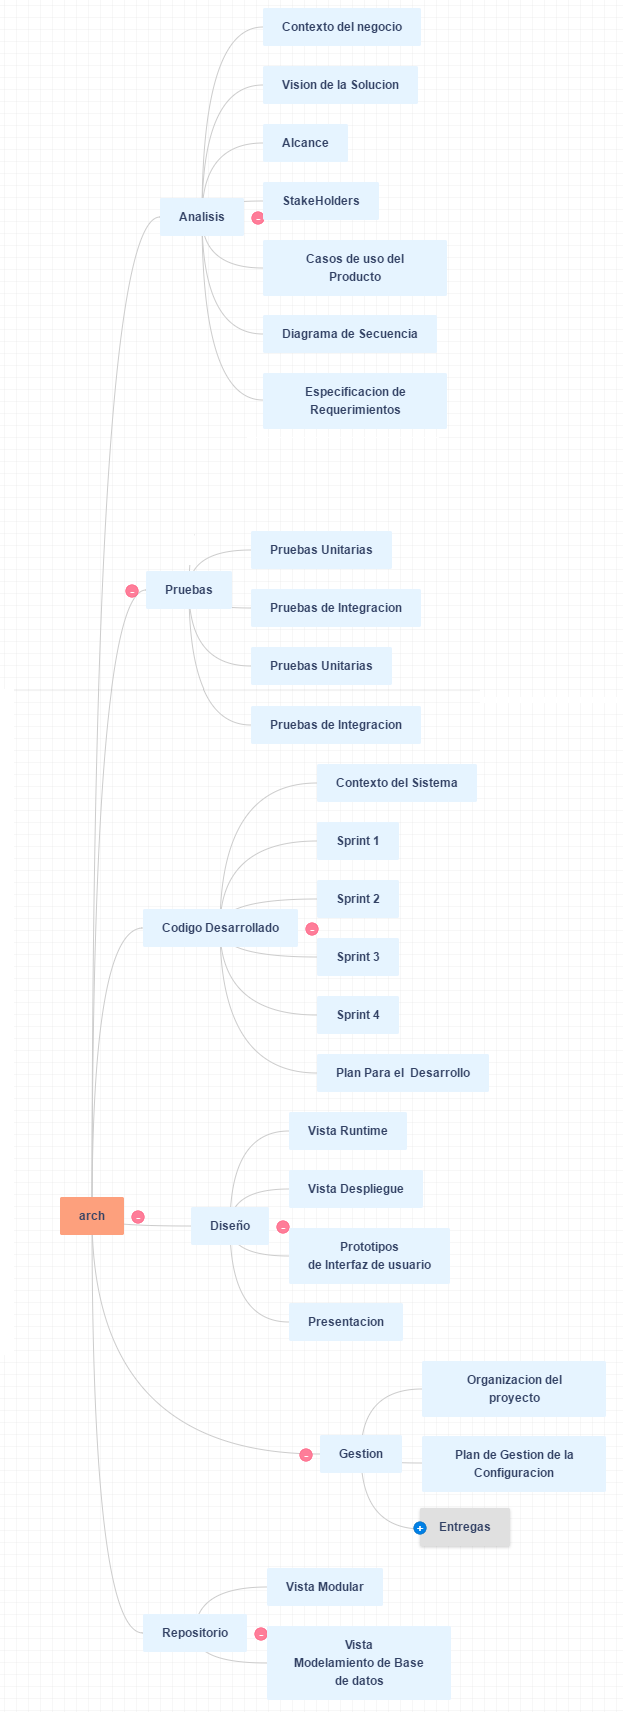 Contexto del negocio
Vision de la Solucion
Alcance
StakeHolders
Analisis
Casos de uso del
Producto
Diagrama de Secuencia
Especificacion de
Requerimientos
Pruebas Unitarias
Pruebas
Pruebas de Integracion
Pruebas Unitarias
Pruebas de Integracion
Contexto del Sistema
Sprint 1
Sprint 2
Codigo Desarrollado
Sprint 3
Sprint 4
Plan Para el  Desarrollo
Vista Runtime
Vista Despliegue
arch
Diseño
Prototipos
de Interfaz de usuario
Presentacion
Organizacion del
proyecto
Gestion
Plan de Gestion de la
Configuracion
Entregas
Vista Modular
Repositorio
Vista
Modelamiento de Base
de datos